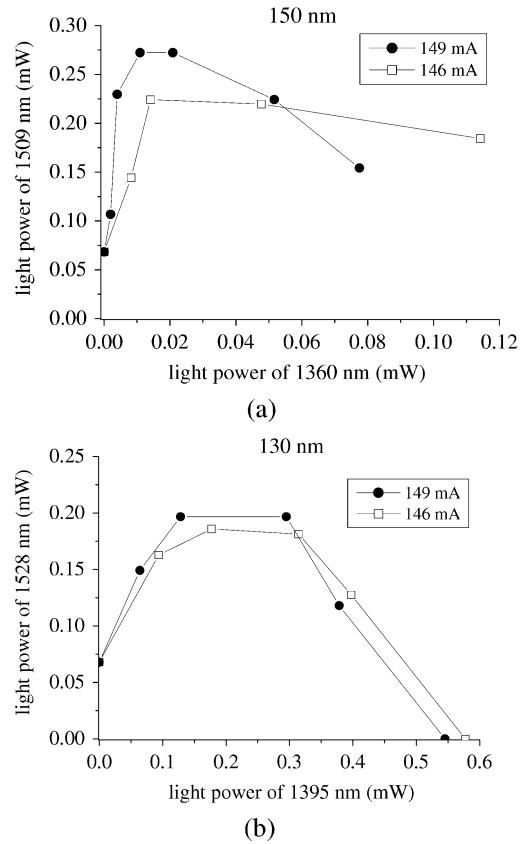 150 nm
0.30
0.25
0.20
0.15
0.10
0.05
0.00
light power of 1509 nm (mW)
149 mA
146 mA
0.00 0.02 0.04 0.06 0.08 0.10 0.12
light power of 1360 nm (mW)
(a)
130 nm
0.25
0.20
0.15
0.10
0.05
0.00
light power of 1528 nm (mW)
149 mA
146 mA
0.0 0.1 0.2 0.3 0.4 0.5 0.6
light power of 1395 nm (mW)
(b)